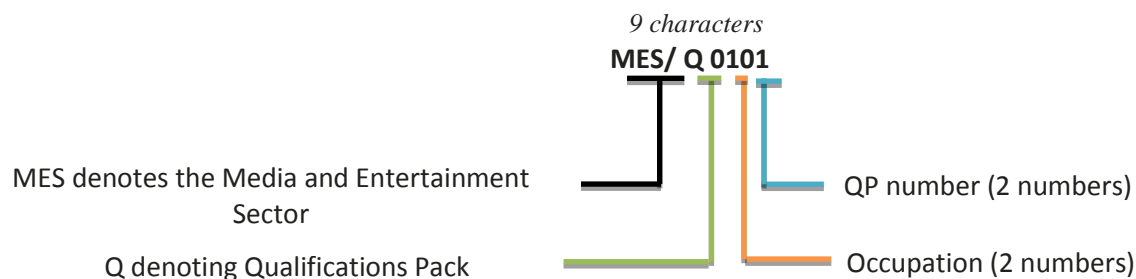 9 characters
MES/ Q 0101
MES denotes the Media and Entertainment
Sector
QP number (2 numbers)
Q denoting Qualifications Pack
Occupation (2 numbers)